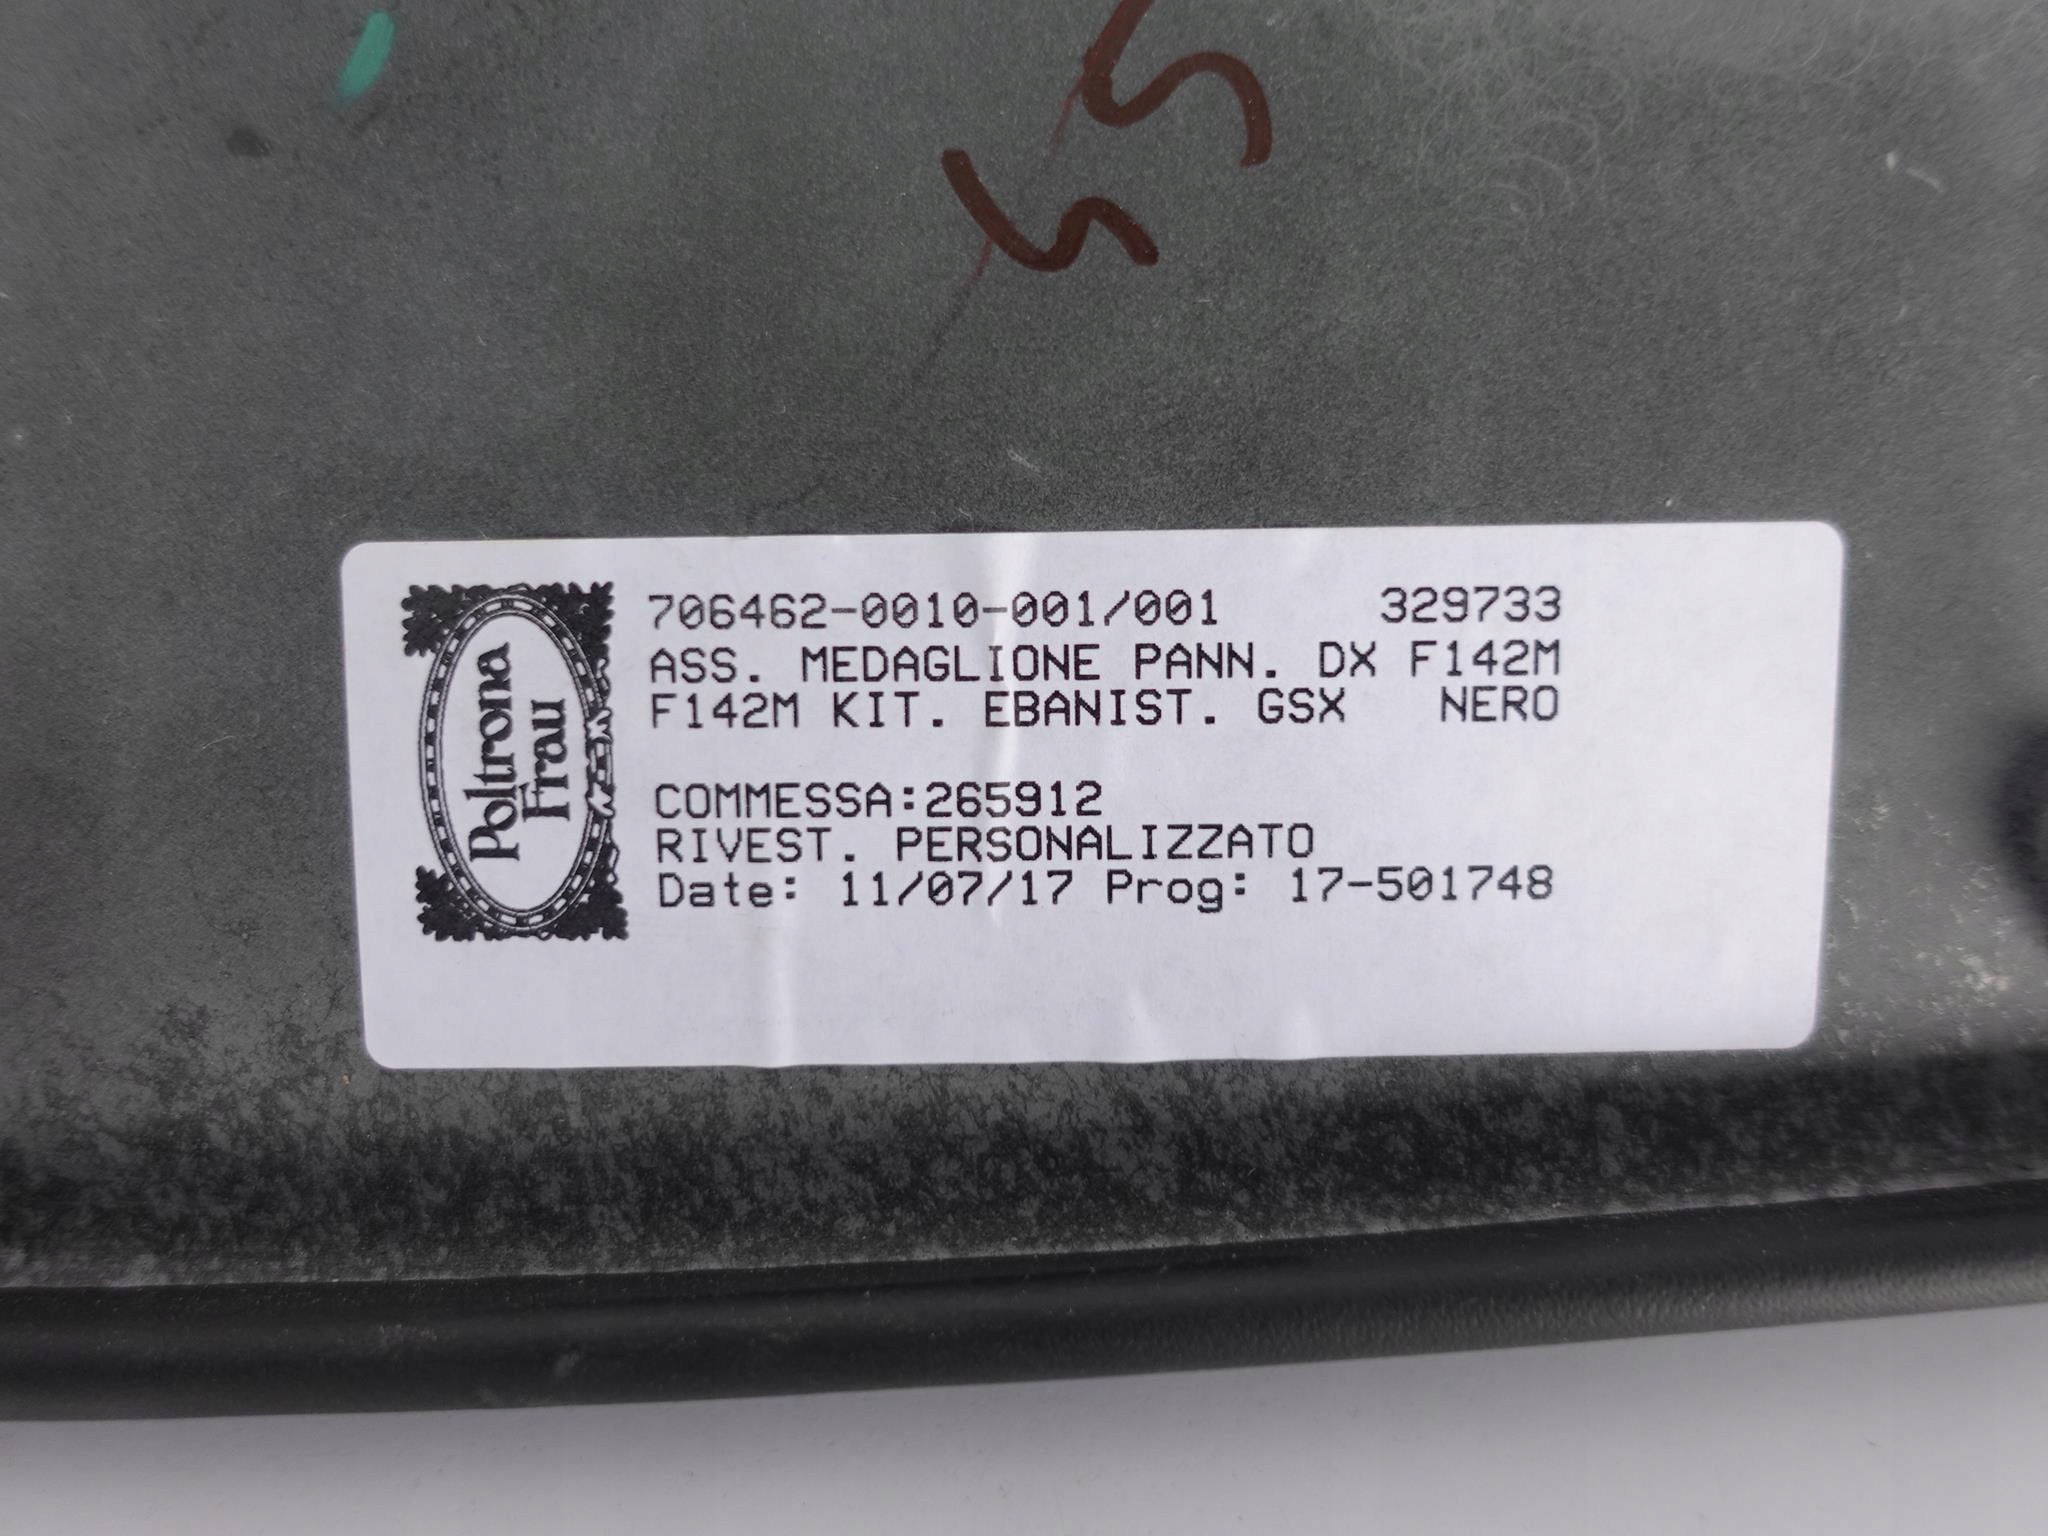 55
706462-0010-001/001 329733
ASS. MEDAGLIONE PANN. DX F142M
F142M KIT. EBANIST. GSX NERO
COMMESSA:265912
RIVEST. PERSONALIZZATO
Date: 11/07/17 Prog: 17-501748
Poltrona
Frau